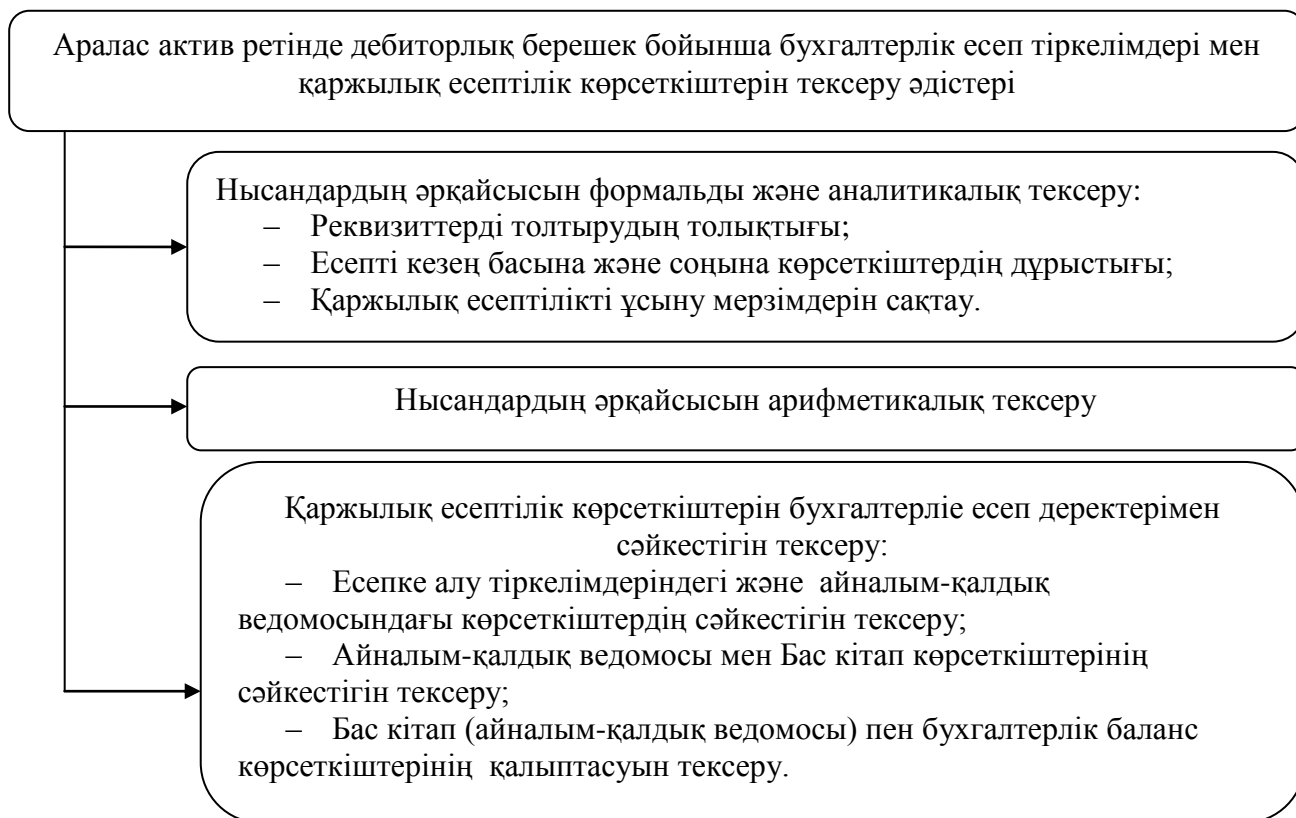 Аралас актив ретінде дебиторлық берешек бойынша бухгалтерлік есеп тіркелімдері мен
қаржылық есептілік көрсеткіштерін тексеру әдістері
Нысандардың әрқайсысын формальды және аналитикалық тексеру:
– Реквизиттерді толтырудың толықтығы;
– Есепті кезең басына және соңына көрсеткіштердің дұрыстығы;
– Қаржылық есептілікті ұсыну мерзімдерін сақтау.
Нысандардың әрқайсысын арифметикалық тексеру
Қаржылық есептілік көрсеткіштерін бухгалтерліе есеп деректерімен
сәйкестігін тексеру:
– Есепке алу тіркелімдеріндегі және айналым-қалдық
ведомосындағы көрсеткіштердің сәйкестігін тексеру;
– Айналым-қалдық ведомосы мен Бас кітап көрсеткіштерінің
сәйкестігін тексеру;
– Бас кітап (айналым-қалдық ведомосы) пен бухгалтерлік баланс
көрсеткіштерінің қалыптасуын тексеру.